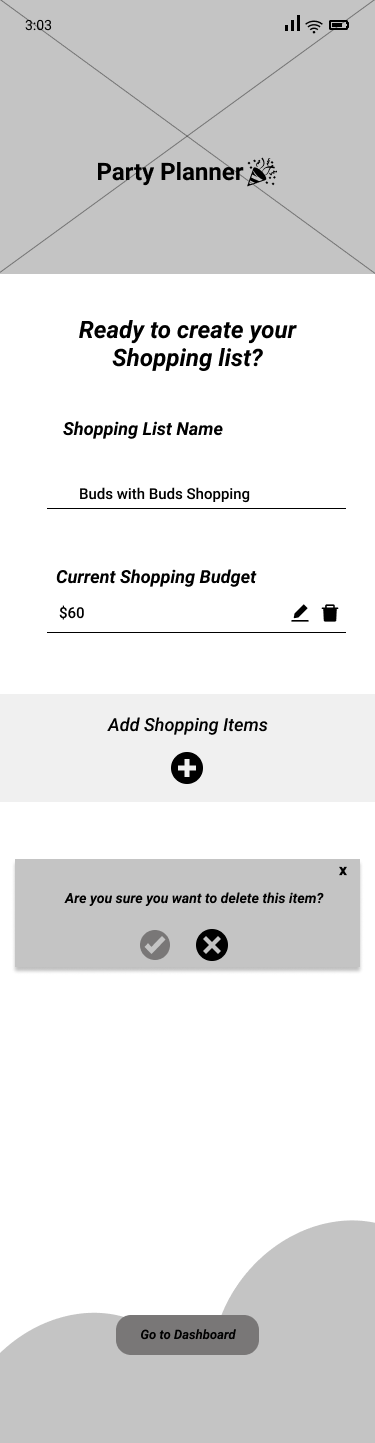 3:03
Party Planner
Ready to create your
Shopping list?
Shopping List Name
Buds with Buds Shopping
Current Shopping Budget
$60
Add Shopping Items
x
Are you sure you want to delete this item?
Go to Dashboard